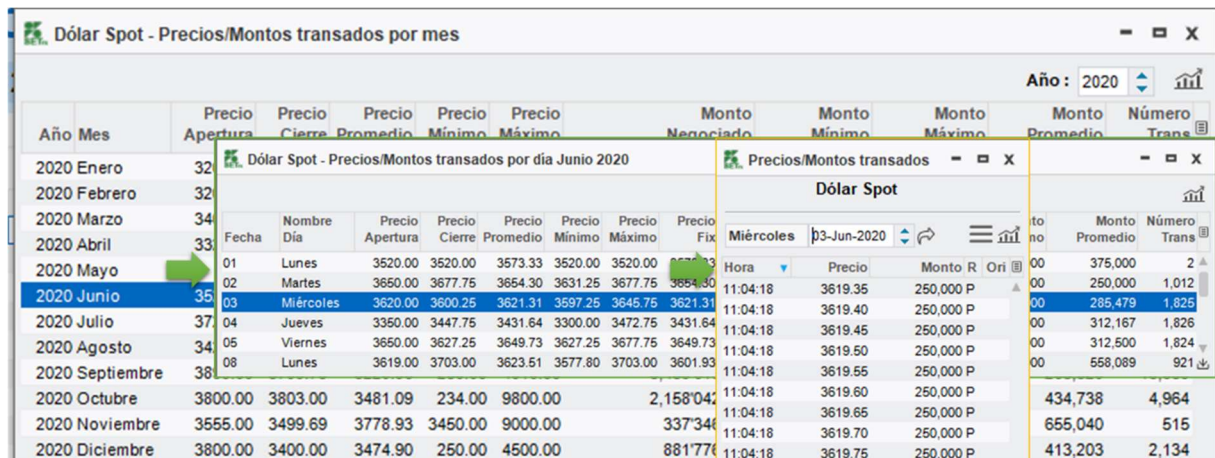 Dólar Spot - Precios/Montos transados por mes
Año : 2020
Año Mes Precio Apertura Precio Cierre Precio Promedio Precio Mínimo Precio Máximo Monto Negociado Monto Mínimo Monto Máximo Monto Promedio Número Trans
2020 Enero
2020 Febrero
2020 Marzo
2020 Abril
2020 Mayo
2020 Junio
2020 Julio
2020 Agosto
2020 Septiembre
2020 Octubre 3800.00 3803.00 3481.09 234.00 9800.00 2,158'042 434,738 4,964
2020 Noviembre 3555.00 3499.69 3778.93 3450.00 9000.00 337'346 655,040 515
2020 Diciembre 3800.00 3400.00 3474.90 250.00 4500.00 881'776 413,203 2,134
Dólar Spot - Precios/Montos transados por día Junio 2020
Fecha Nombre Día Precio Apertura Precio Cierre Precio Promedio Precio Mínimo Precio Máximo Precio Fix Monto Promedio Número Trans
01 Lunes 3520.00 3520.00 3573.33 3520.00 3520.00 375,000 2
02 Martes 3650.00 3677.75 3654.30 3631.25 3677.75 3654.30 250,000 1,012
03 Miércoles 3620.00 3600.25 3621.31 3597.25 3645.75 3621.31 285,479 1,825
04 Jueves 3350.00 3447.75 3431.64 3300.00 3472.75 3431.64 312,167 1,826
05 Viernes 3650.00 3627.25 3649.73 3627.25 3677.75 3649.73 312,500 1,824
08 Lunes 3619.00 3703.00 3623.51 3577.80 3703.00 3601.93 558,089 921
Precios/Montos transados
Dólar Spot
Miércoles 03-Jun-2020
Hora Precio Monto R Ori
11:04:18 3619.35 250,000 P
11:04:18 3619.40 250,000 P
11:04:18 3619.45 250,000 P
11:04:18 3619.50 250,000 P
11:04:18 3619.55 250,000 P
11:04:18 3619.60 250,000 P
11:04:18 3619.65 250,000 P
11:04:18 3619.70 250,000 P
11:04:18 3619.75 250,000 P